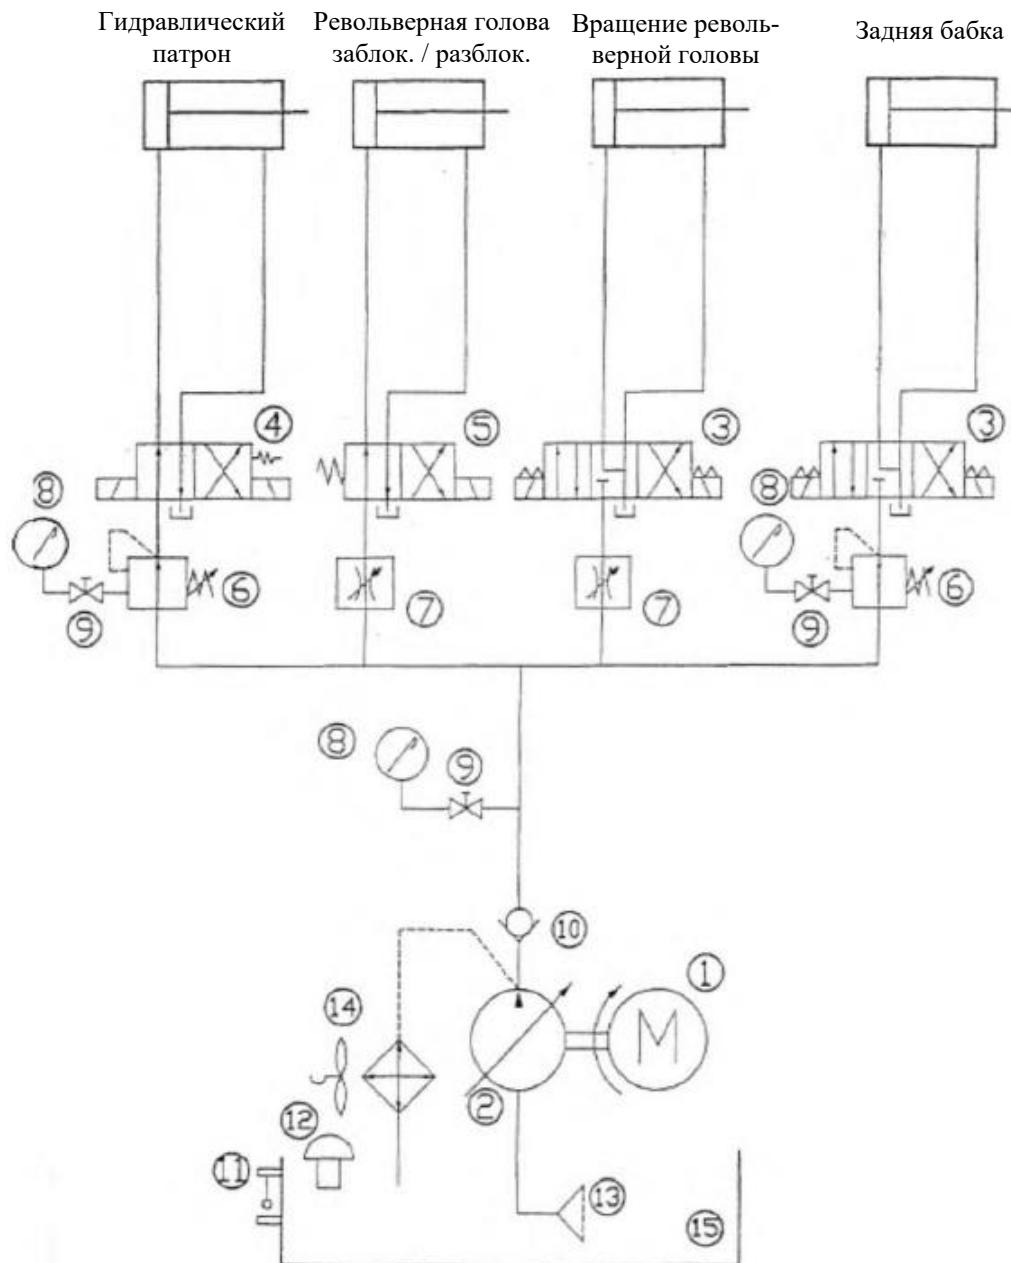 Гидравлический
патрон
Револьверная голова
заблок. / разблок.
Вращение револь-
верной головы
Задняя бабка
4
5
3
3
8
8
6
7
7
6
9
9
8
9
10
1
M
14
2
12
11
13
15